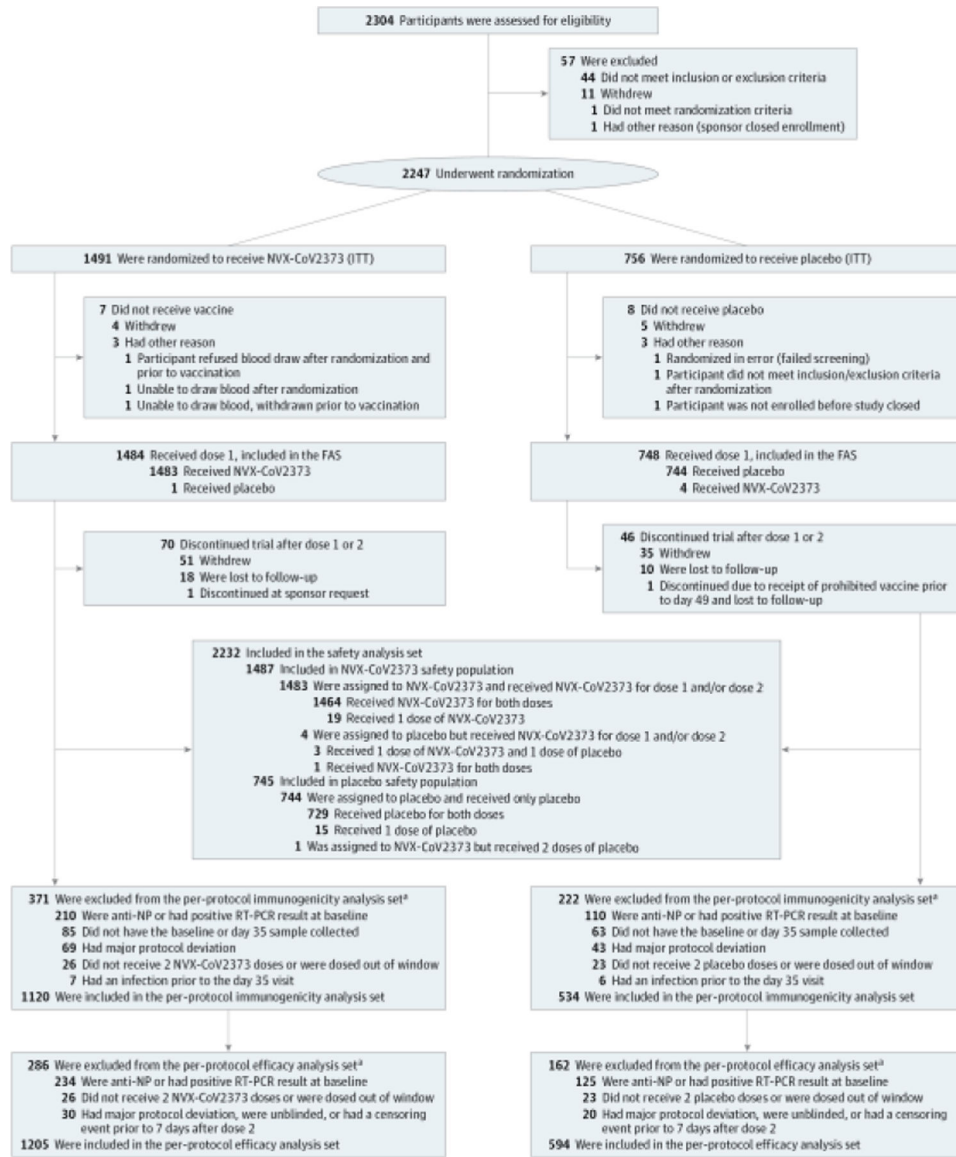 2304 Participants were assessed for eligibility
57 Were excluded
44 Did not meet inclusion or exclusion criteria
11 Withdrew
1 Did not meet randomization criteria
1 Had other reason (sponsor closed enrollment)
2247 Underwent randomization
1491 Were randomized to receive NVX-CoV2373 (ITT)
7 Did not receive vaccine
4 Withdrew
3 Had other reason
1 Participant refused blood draw after randomization and
prior to vaccination
1 Unable to draw blood after randomization
1 Unable to draw blood, withdrawn prior to vaccination
1484 Received dose 1, included in the FAS
1483 Received NVX-CoV2373
1 Received placebo
70 Discontinued trial after dose 1 or 2
51 Withdrew
18 Were lost to follow-up
1 Discontinued at sponsor request
756 Were randomized to receive placebo (ITT)
8 Did not receive placebo
5 Withdrew
3 Had other reason
1 Randomized in error (failed screening)
1 Participant did not meet inclusion/exclusion criteria
after randomization
1 Participant was not enrolled before study closed
748 Received dose 1, included in the FAS
744 Received placebo
4 Received NVX-CoV2373
46 Discontinued trial after dose 1 or 2
35 Withdrew
10 Were lost to follow-up
1 Discontinued due to receipt of prohibited vaccine prior
to day 49 and lost to follow-up
2232 Included in the safety analysis set
1487 Included in NVX-CoV2373 safety population
1483 Were assigned to NVX-CoV2373 and received NVX-CoV2373 for dose 1 and/or dose 2
1464 Received NVX-CoV2373 for both doses
19 Received 1 dose of NVX-CoV2373
4 Were assigned to placebo but received NVX-CoV2373 for dose 1 and/or dose 2
3 Received 1 dose of NVX-CoV2373 and 1 dose of placebo
1 Received NVX-CoV2373 for both doses
745 Included in placebo safety population
744 Were assigned to placebo and received only placebo
729 Received placebo for both doses
15 Received 1 dose of placebo
1 Was assigned to NVX-CoV2373 but received 2 doses of placebo
371 Were excluded from the per-protocol immunogenicity analysis setᵃ
210 Were anti-NP or had positive RT-PCR result at baseline
85 Did not have the baseline or day 35 sample collected
69 Had major protocol deviation
26 Did not receive 2 NVX-CoV2373 doses or were dosed out of window
7 Had an infection prior to the day 35 visit
1120 Were included in the per-protocol immunogenicity analysis set
222 Were excluded from the per-protocol immunogenicity analysis setᵃ
110 Were anti-NP or had positive RT-PCR result at baseline
63 Did not have the baseline or day 35 sample collected
43 Had major protocol deviation
23 Did not receive 2 placebo doses or were dosed out of window
6 Had an infection prior to the day 35 visit
534 Were included in the per-protocol immunogenicity analysis set
286 Were excluded from the per-protocol efficacy analysis setᵃ
234 Were anti-NP or had positive RT-PCR result at baseline
26 Did not receive 2 NVX-CoV2373 doses or were dosed out of window
30 Had major protocol deviation, were unblinded, or had a censoring
event prior to 7 days after dose 2
1205 Were included in the per-protocol efficacy analysis set
162 Were excluded from the per-protocol efficacy analysis setᵃ
125 Were anti-NP or had positive RT-PCR result at baseline
23 Did not receive 2 placebo doses or were dosed out of window
20 Had major protocol deviation, were unblinded, or had a censoring
event prior to 7 days after dose 2
594 Were included in the per-protocol efficacy analysis set